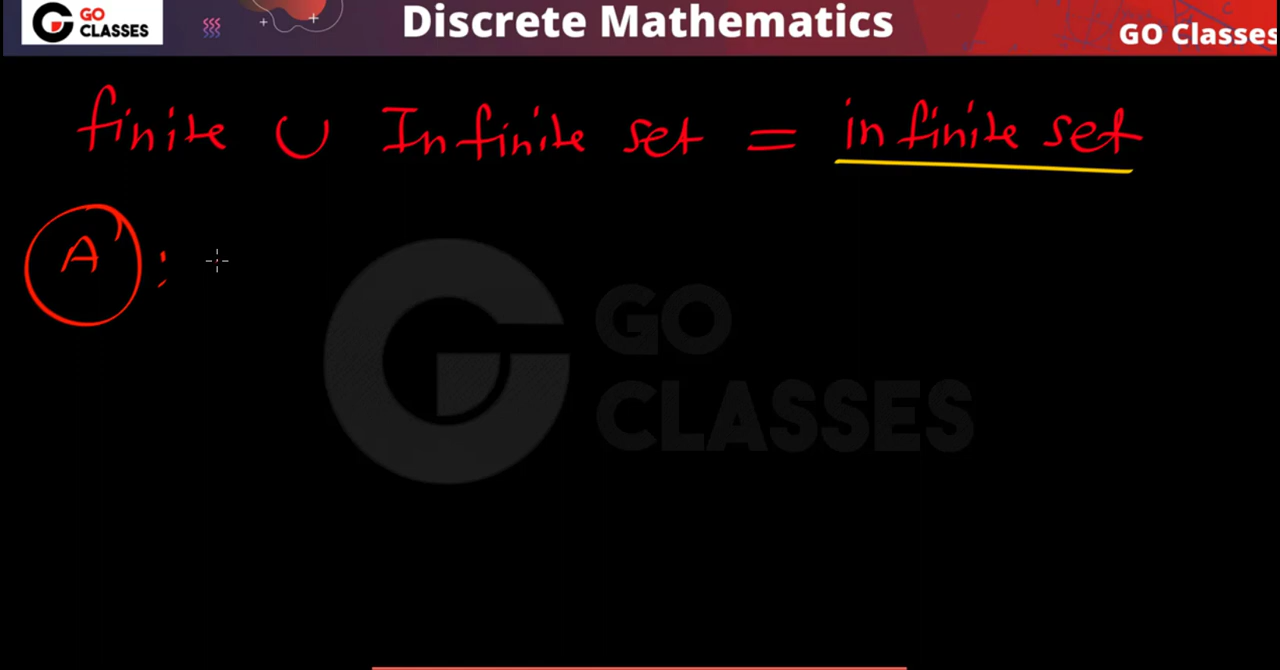 GO CLASSES
Discrete Mathematics
GO Classes
finite ∪ Infinite set = infinite set
A' :
GO
CLASSES